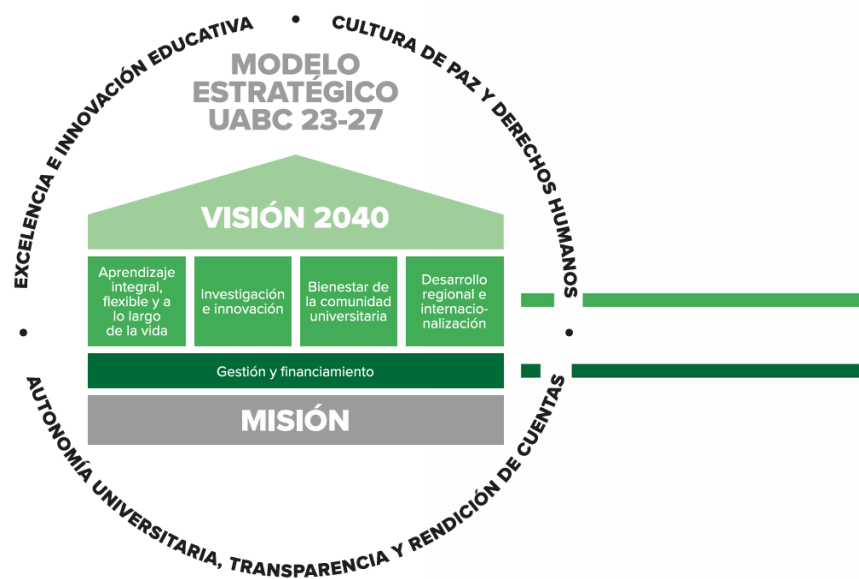 EXCELENCIA E INNOVACIÓN EDUCATIVA
CULTURA DE PAZ Y DERECHOS HUMANOS
MODELO
ESTRATÉGICO
UABC 23-27
VISIÓN 2040
Aprendizaje
integral,
flexible y a
lo largo
de la vida
Investigación
e innovación
Bienestar de
la comunidad
universitaria
Desarrollo
regional e
internacio-
nalización
Gestión y financiamiento
MISIÓN
AUTONOMÍA UNIVERSITARIA, TRANSPARENCIA Y RENDICIÓN DE CUENTAS